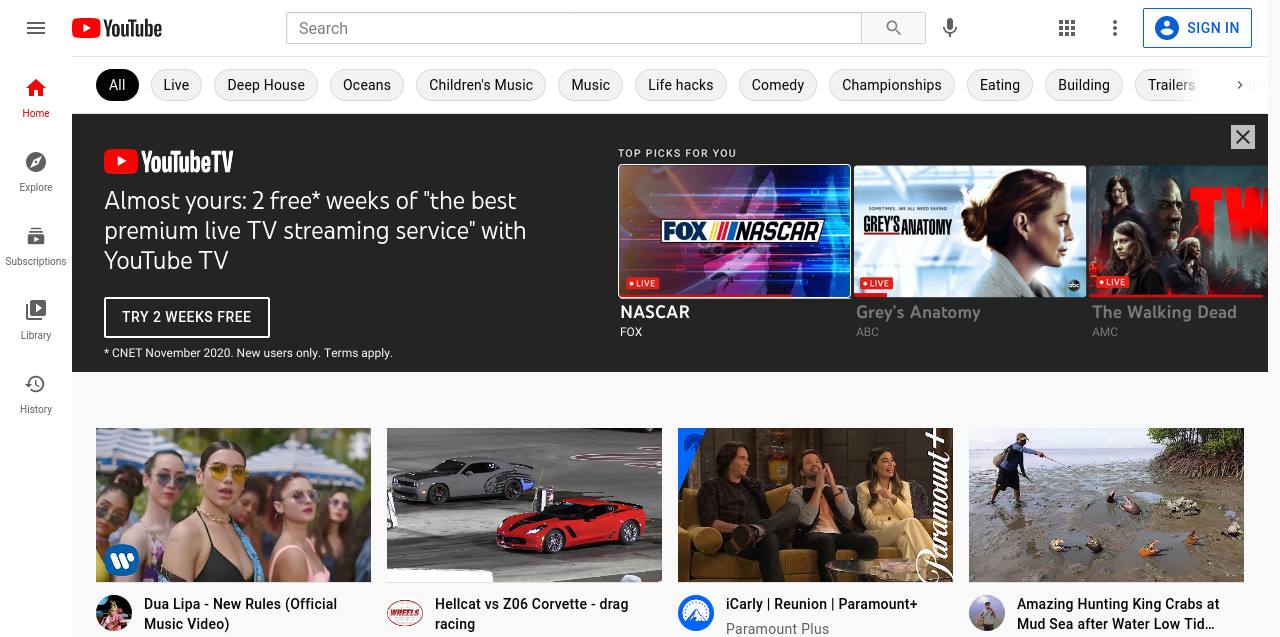 YouTube
Search
SIGN IN
All
Live
Deep House
Oceans
Children's Music
Music
Life hacks
Comedy
Championships
Eating
Building
Trailers
Home
Explore
Subscriptions
Library
History
YouTubeTV
Almost yours: 2 free* weeks of "the best
premium live TV streaming service" with
YouTube TV
TRY 2 WEEKS FREE
* CNET November 2020. New users only. Terms apply.
TOP PICKS FOR YOU
FOX NASCAR
LIVE
NASCAR
FOX
SOMETIMES, WE ALL NEED SAVING
GREY'S ANATOMY
LIVE
abc
Grey's Anatomy
ABC
TW
LIVE
The Walking Dead
AMC
Dua Lipa - New Rules (Official
Music Video)
WHEELS
Hellcat vs Z06 Corvette - drag
racing
Paramount+
iCarly | Reunion | Paramount+
Paramount Plus
Amazing Hunting King Crabs at
Mud Sea after Water Low Tid...